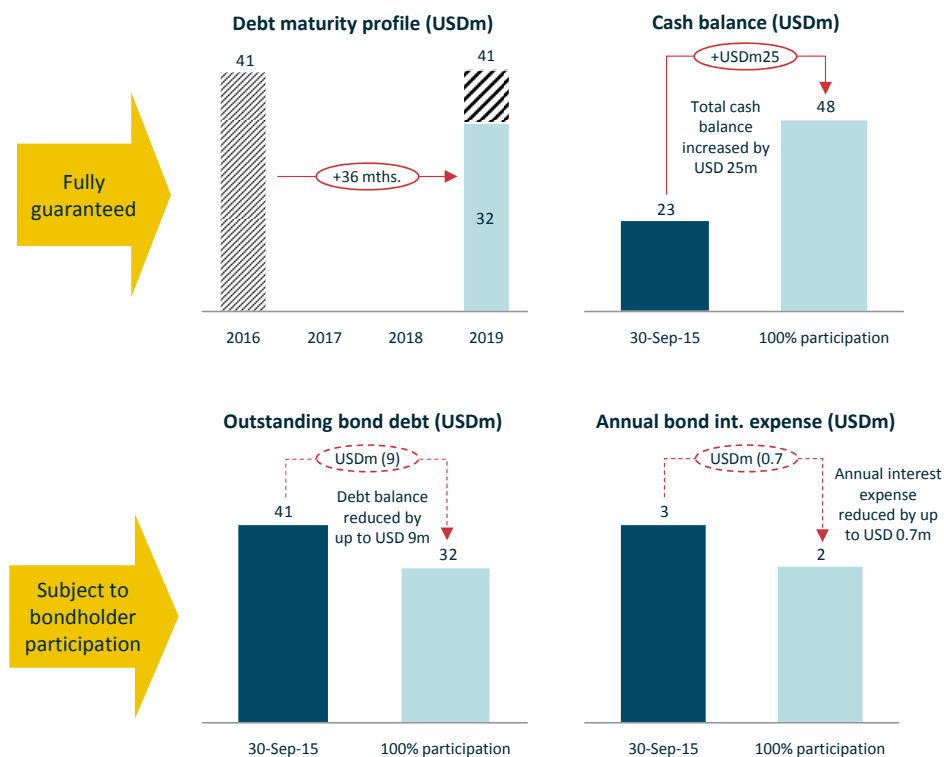 Debt maturity profile (USDm)
41
41
+36 mths.
32
2016
2017
2018
2019
Cash balance (USDm)
+USDm25
Total cash
balance
increased by
USD 25m
48
23
30-Sep-15
100% participation
Fully
guaranteed
Outstanding bond debt (USDm)
USDm (9)
41
Debt balance
reduced by
up to USD 9m
32
30-Sep-15
100% participation
Annual bond int. expense (USDm)
USDm (0.7
Annual interest
expense
reduced by up
to USD 0.7m
3
2
30-Sep-15
100% participation
Subject to
bondholder
participation